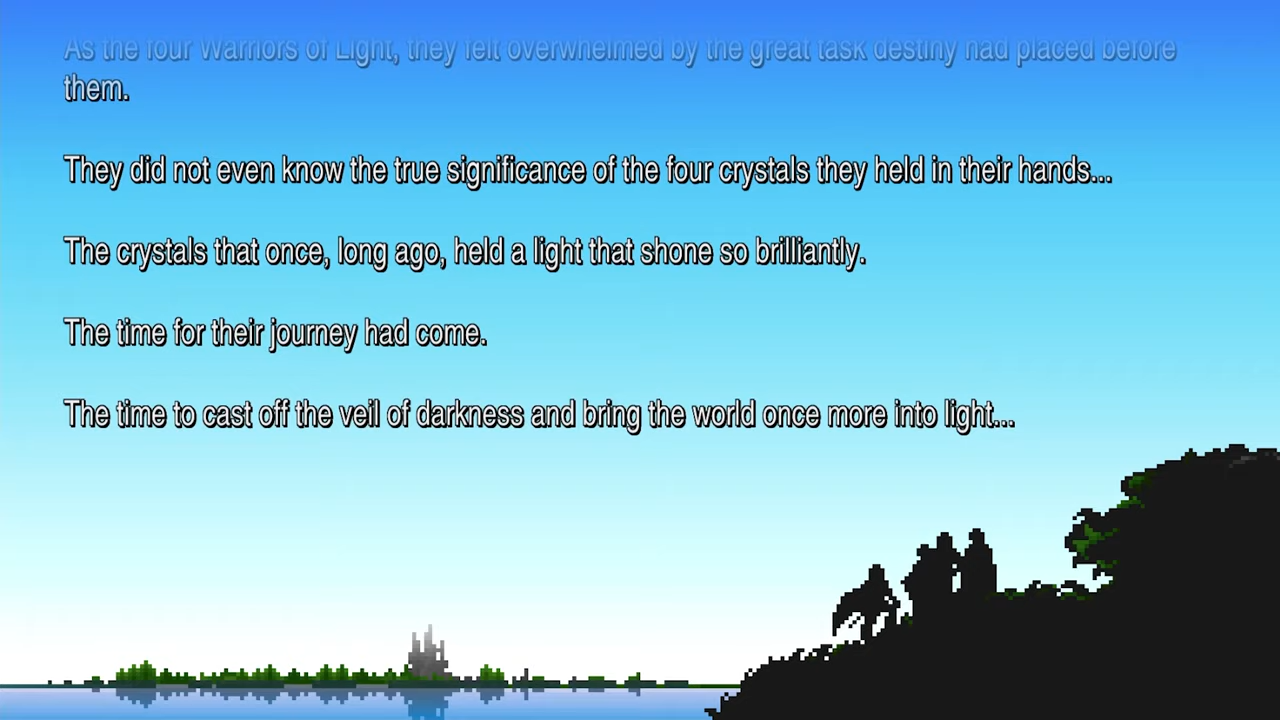 As the four Warriors of Light, they felt overwhelmed by the great task destiny had placed before
them.
They did not even know the true significance of the four crystals they held in their hands...
The crystals that once, long ago, held a light that shone so brilliantly.
The time for their journey had come.
The time to cast off the veil of darkness and bring the world once more into light...